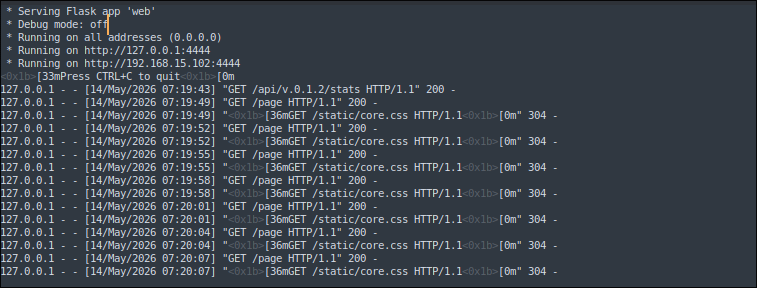 * Serving Flask app 'web'
 * Debug mode: off
 * Running on all addresses (0.0.0.0)
 * Running on http://127.0.0.1:4444
 * Running on http://192.168.15.102:4444
<0x1b>[33mPress CTRL+C to quit<0x1b>[0m
127.0.0.1 - - [14/May/2026 07:19:43] "GET /api/v.0.1.2/stats HTTP/1.1" 200 -
127.0.0.1 - - [14/May/2026 07:19:49] "GET /page HTTP/1.1" 200 -
127.0.0.1 - - [14/May/2026 07:19:49] "<0x1b>[36mGET /static/core.css HTTP/1.1<0x1b>[0m" 304 -
127.0.0.1 - - [14/May/2026 07:19:52] "GET /page HTTP/1.1" 200 -
127.0.0.1 - - [14/May/2026 07:19:52] "<0x1b>[36mGET /static/core.css HTTP/1.1<0x1b>[0m" 304 -
127.0.0.1 - - [14/May/2026 07:19:55] "GET /page HTTP/1.1" 200 -
127.0.0.1 - - [14/May/2026 07:19:55] "<0x1b>[36mGET /static/core.css HTTP/1.1<0x1b>[0m" 304 -
127.0.0.1 - - [14/May/2026 07:19:58] "GET /page HTTP/1.1" 200 -
127.0.0.1 - - [14/May/2026 07:19:58] "<0x1b>[36mGET /static/core.css HTTP/1.1<0x1b>[0m" 304 -
127.0.0.1 - - [14/May/2026 07:20:01] "GET /page HTTP/1.1" 200 -
127.0.0.1 - - [14/May/2026 07:20:01] "<0x1b>[36mGET /static/core.css HTTP/1.1<0x1b>[0m" 304 -
127.0.0.1 - - [14/May/2026 07:20:04] "GET /page HTTP/1.1" 200 -
127.0.0.1 - - [14/May/2026 07:20:04] "<0x1b>[36mGET /static/core.css HTTP/1.1<0x1b>[0m" 304 -
127.0.0.1 - - [14/May/2026 07:20:07] "GET /page HTTP/1.1" 200 -
127.0.0.1 - - [14/May/2026 07:20:07] "<0x1b>[36mGET /static/core.css HTTP/1.1<0x1b>[0m" 304 -